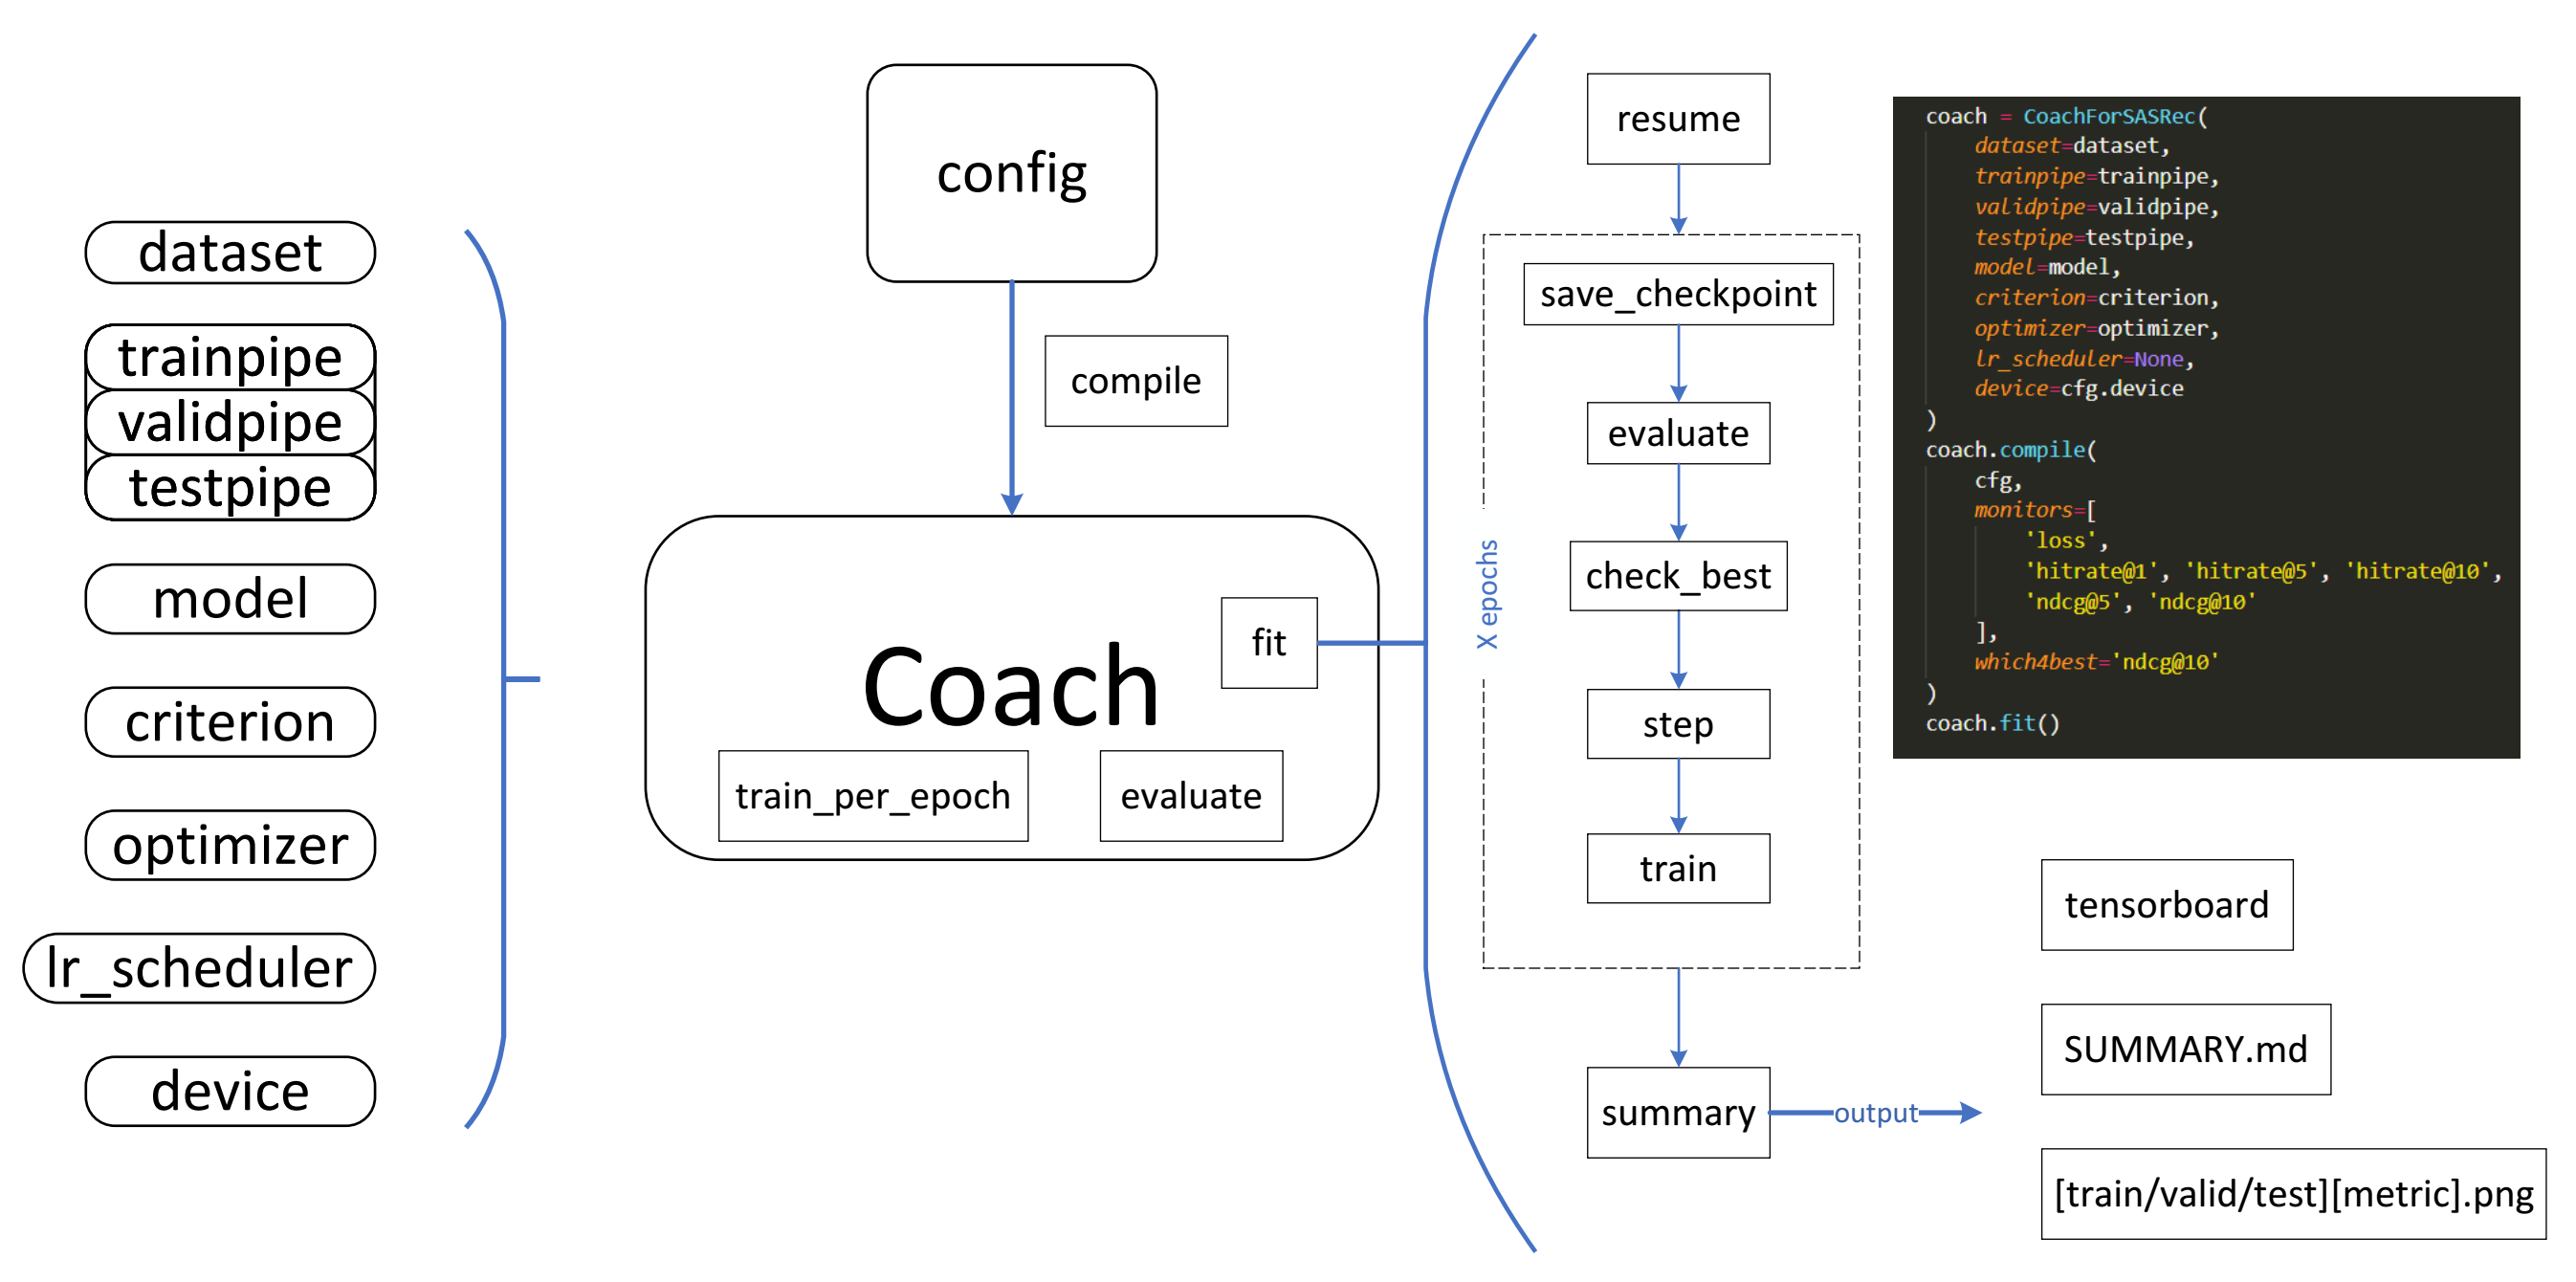 dataset
trainpipe
validpipe
testpipe
model
criterion
optimizer
lr_scheduler
device
config
compile
Coach
fit
train_per_epoch
evaluate
resume
X epochs
save_checkpoint
evaluate
check_best
step
train
summary
output
coach = CoachForSASRec(
    dataset=dataset,
    trainpipe=trainpipe,
    validpipe=validpipe,
    testpipe=testpipe,
    model=model,
    criterion=criterion,
    optimizer=optimizer,
    lr_scheduler=None,
    device=cfg.device
)
coach.compile(
    cfg,
    monitors=[
        'loss',
        'hitrate@1', 'hitrate@5', 'hitrate@10',
        'ndcg@5', 'ndcg@10'
    ],
    which4best='ndcg@10'
)
coach.fit()
tensorboard
SUMMARY.md
[train/valid/test][metric].png